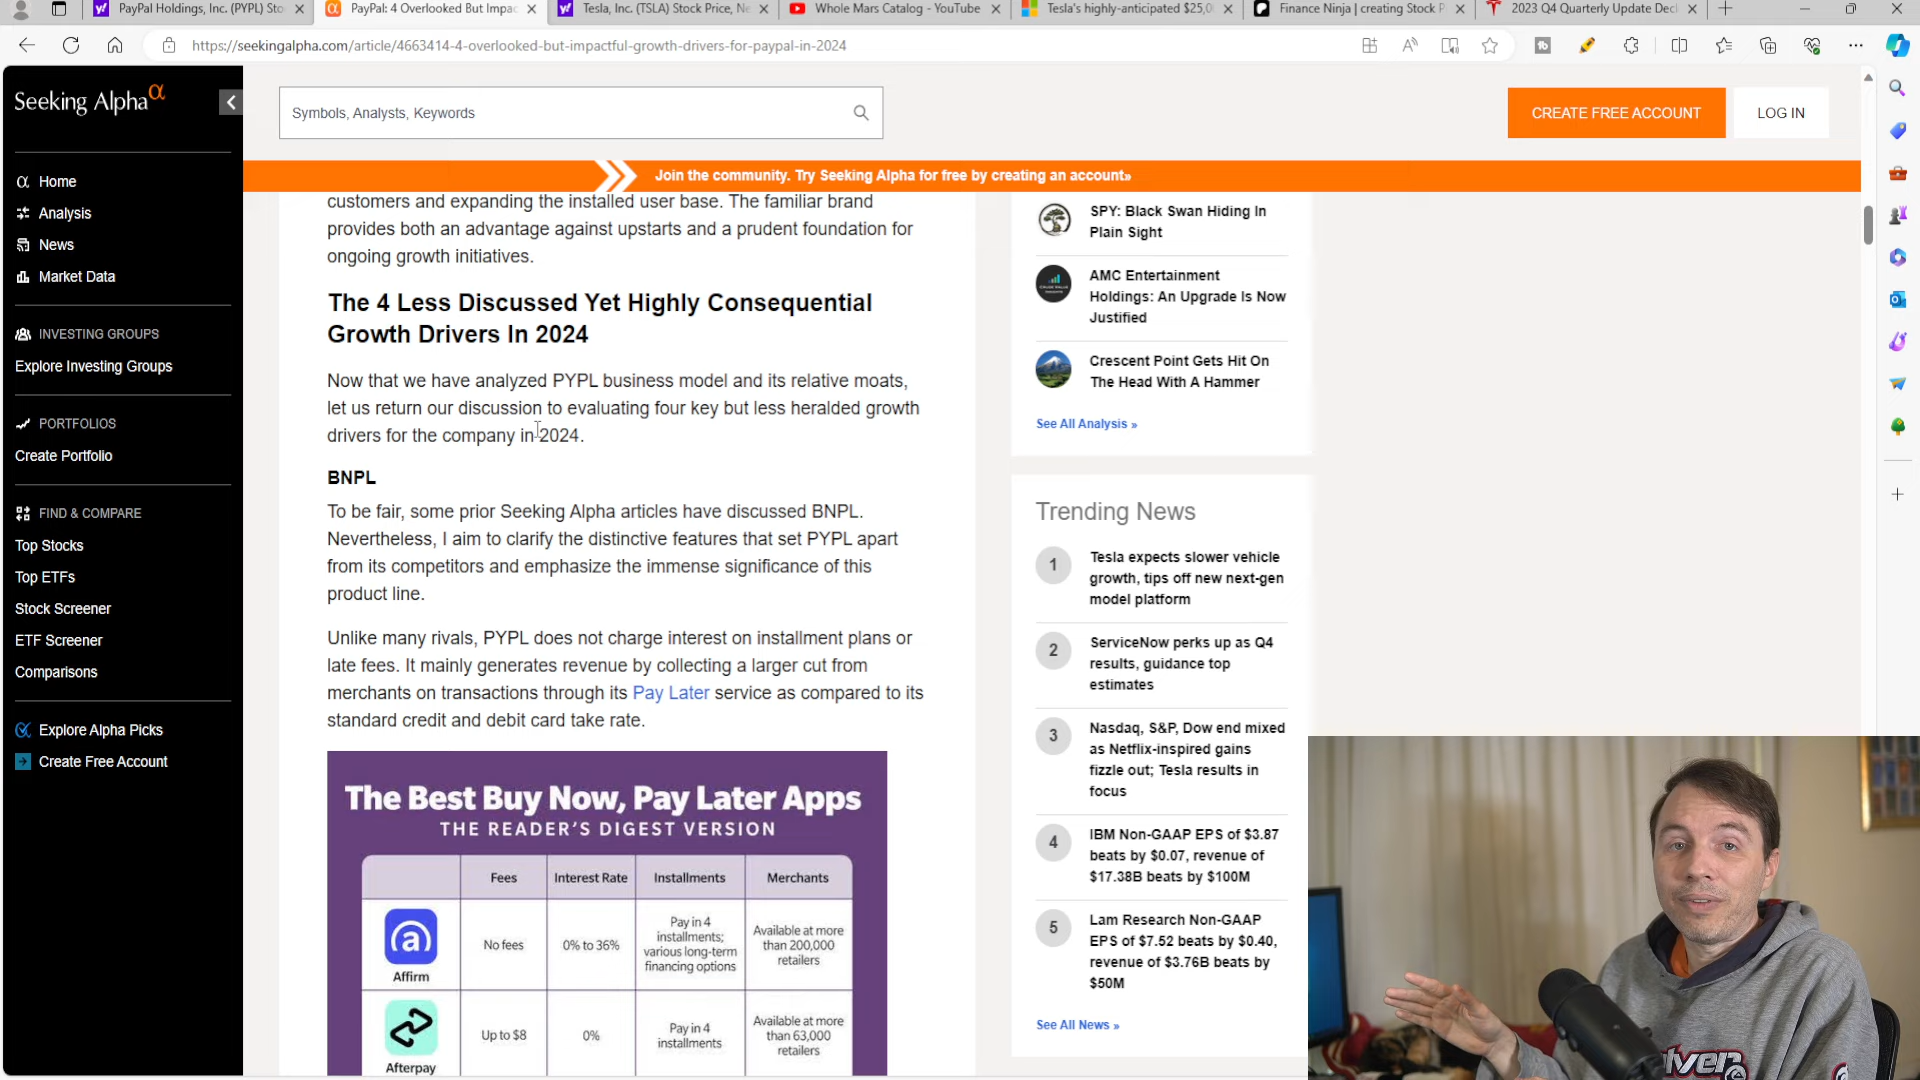 PayPal Holdings, Inc. (PYPL) Sto
PayPal: 4 Overlooked But Impac
Tesla, Inc. (TSLA) Stock Price, Ne
Whole Mars Catalog - YouTube
Tesla's highly-anticipated $25,0
Finance Ninja | creating Stock P
2023 Q4 Quarterly Update Deck
https://seekingalpha.com/article/4663414-4-overlooked-but-impactful-growth-drivers-for-paypal-in-2024
Seeking Alpha α
Symbols, Analysts, Keywords
CREATE FREE ACCOUNT
LOG IN
Join the community. Try Seeking Alpha for free by creating an account»
Home
Analysis
News
Market Data
INVESTING GROUPS
Explore Investing Groups
PORTFOLIOS
Create Portfolio
FIND & COMPARE
Top Stocks
Top ETFs
Stock Screener
ETF Screener
Comparisons
Explore Alpha Picks
Create Free Account
customers and expanding the installed user base. The familiar brand
provides both an advantage against upstarts and a prudent foundation for
ongoing growth initiatives.
The 4 Less Discussed Yet Highly Consequential
Growth Drivers In 2024
Now that we have analyzed PYPL business model and its relative moats,
let us return our discussion to evaluating four key but less heralded growth
drivers for the company in 2024.
BNPL
To be fair, some prior Seeking Alpha articles have discussed BNPL.
Nevertheless, I aim to clarify the distinctive features that set PYPL apart
from its competitors and emphasize the immense significance of this
product line.
Unlike many rivals, PYPL does not charge interest on installment plans or
late fees. It mainly generates revenue by collecting a larger cut from
merchants on transactions through its Pay Later service as compared to its
standard credit and debit card take rate.
The Best Buy Now, Pay Later Apps
THE READER'S DIGEST VERSION
Fees
Interest Rate
Installments
Merchants
Affirm
No fees
0% to 36%
Pay in 4
installments;
various long-term
financing options
Available at more
than 200,000
retailers
Afterpay
Up to $8
0%
Pay in 4
installments
Available at more
than 63,000
retailers
SPY: Black Swan Hiding In
Plain Sight
AMC Entertainment
Holdings: An Upgrade Is Now
Justified
Crescent Point Gets Hit On
The Head With A Hammer
See All Analysis »
Trending News
1
Tesla expects slower vehicle
growth, tips off new next-gen
model platform
2
ServiceNow perks up as Q4
results, guidance top
estimates
3
Nasdaq, S&P, Dow end mixed
as Netflix-inspired gains
fizzle out; Tesla results in
focus
4
IBM Non-GAAP EPS of $3.87
beats by $0.07, revenue of
$17.38B beats by $100M
5
Lam Research Non-GAAP
EPS of $7.52 beats by $0.40,
revenue of $3.76B beats by
$50M
See All News »